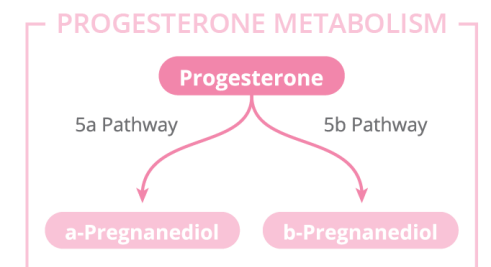 PROGESTERONE METABOLISM
Progesterone
5a Pathway
5b Pathway
a-Pregnanediol
b-Pregnanediol